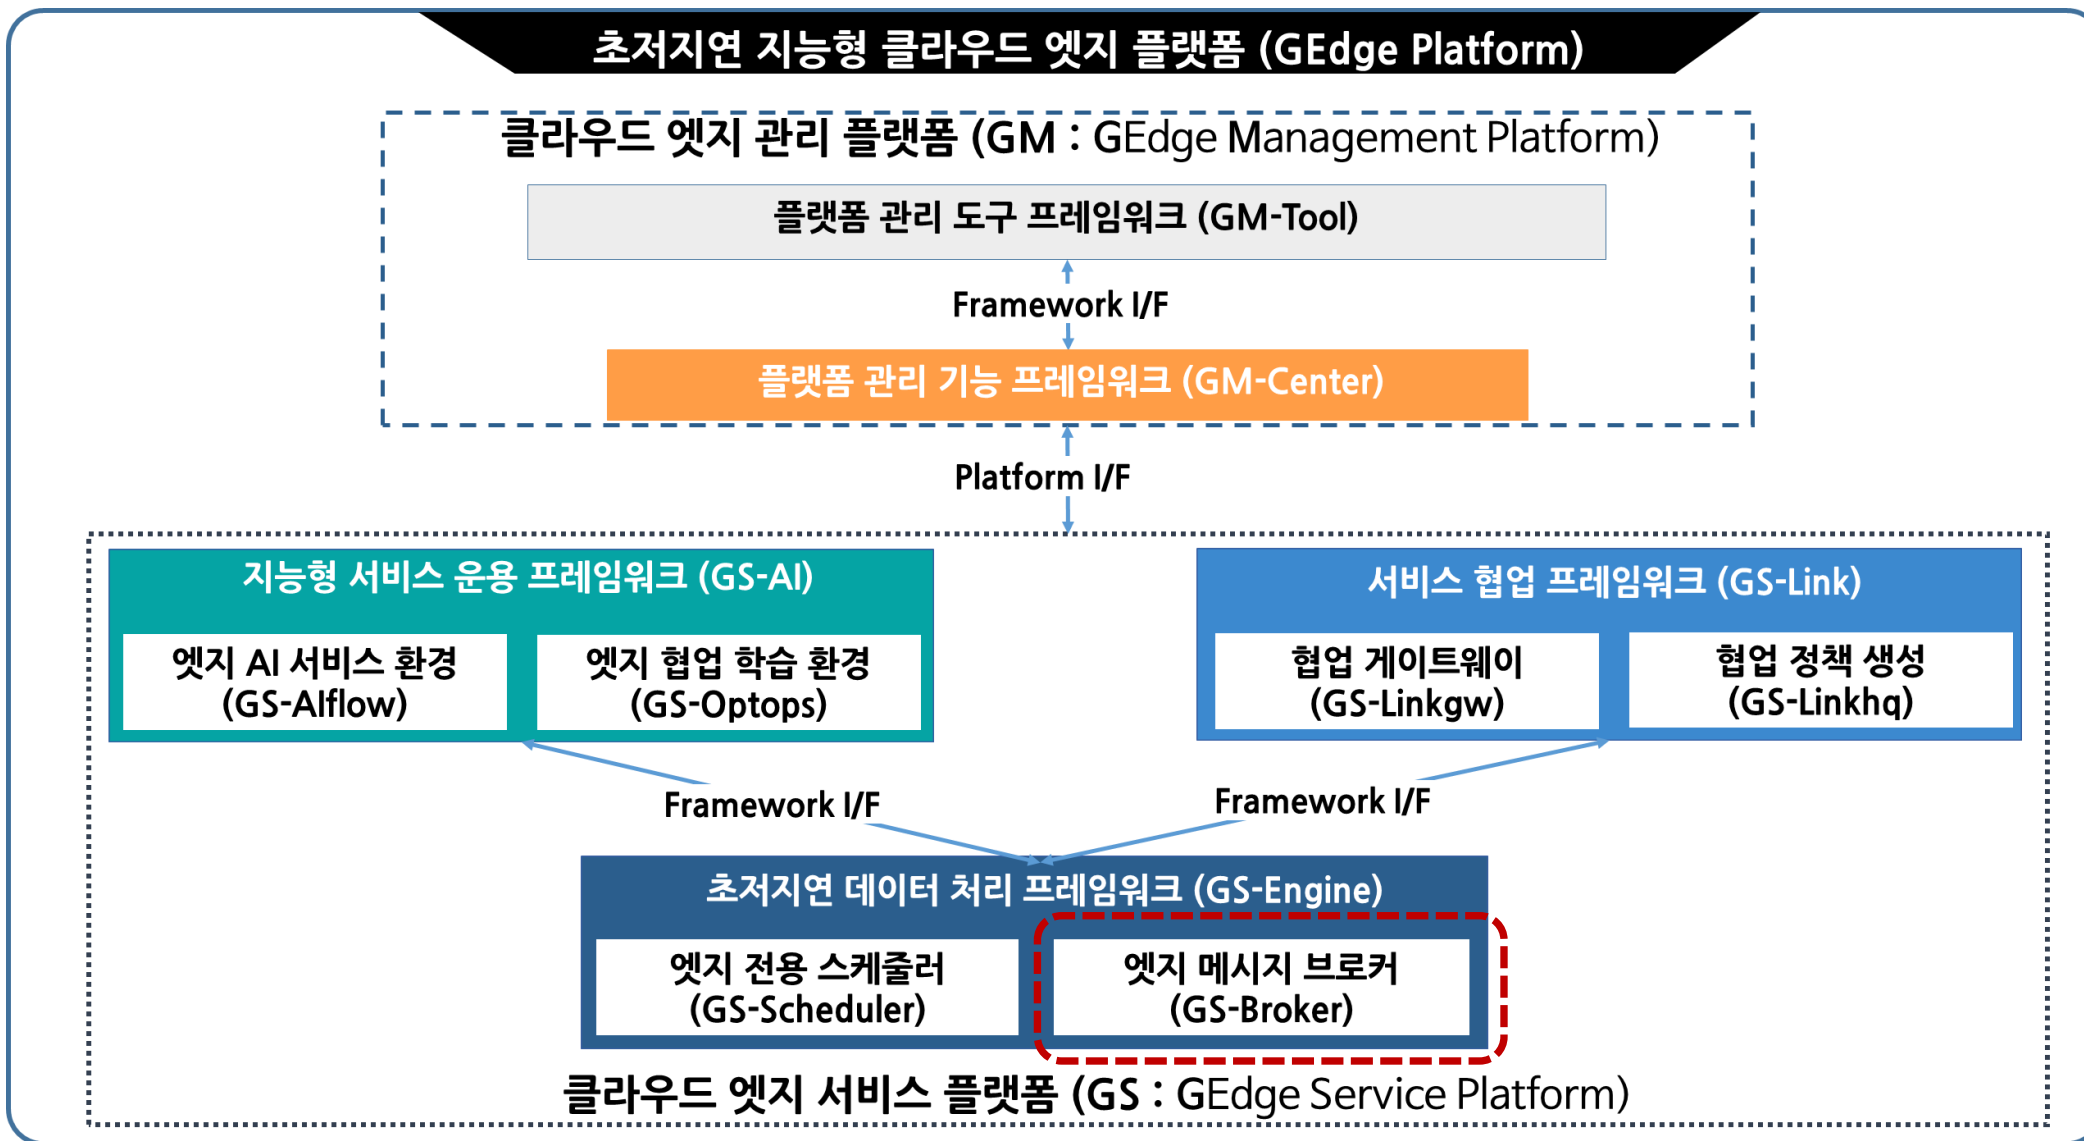 초저지연 지능형 클라우드 엣지 플랫폼 (GEdge Platform)
클라우드 엣지 관리 플랫폼 (GM : GEdge Management Platform)
플랫폼 관리 도구 프레임워크 (GM-Tool)
Framework I/F
플랫폼 관리 기능 프레임워크 (GM-Center)
Platform I/F
지능형 서비스 운용 프레임워크 (GS-AI)
엣지 AI 서비스 환경
(GS-AIflow)
엣지 협업 학습 환경
(GS-Optops)
서비스 협업 프레임워크 (GS-Link)
협업 게이트웨이
(GS-Linkgw)
협업 정책 생성
(GS-Linkhq)
Framework I/F
Framework I/F
초저지연 데이터 처리 프레임워크 (GS-Engine)
엣지 전용 스케줄러
(GS-Scheduler)
엣지 메시지 브로커
(GS-Broker)
클라우드 엣지 서비스 플랫폼 (GS : GEdge Service Platform)